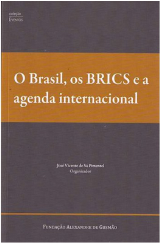 O Brasil, os BRICS e a
agenda internacional
José Vicente de Sá Pimentel
Organizador
FUNDAÇÃO ALEXANDRE DE GUSMÃO